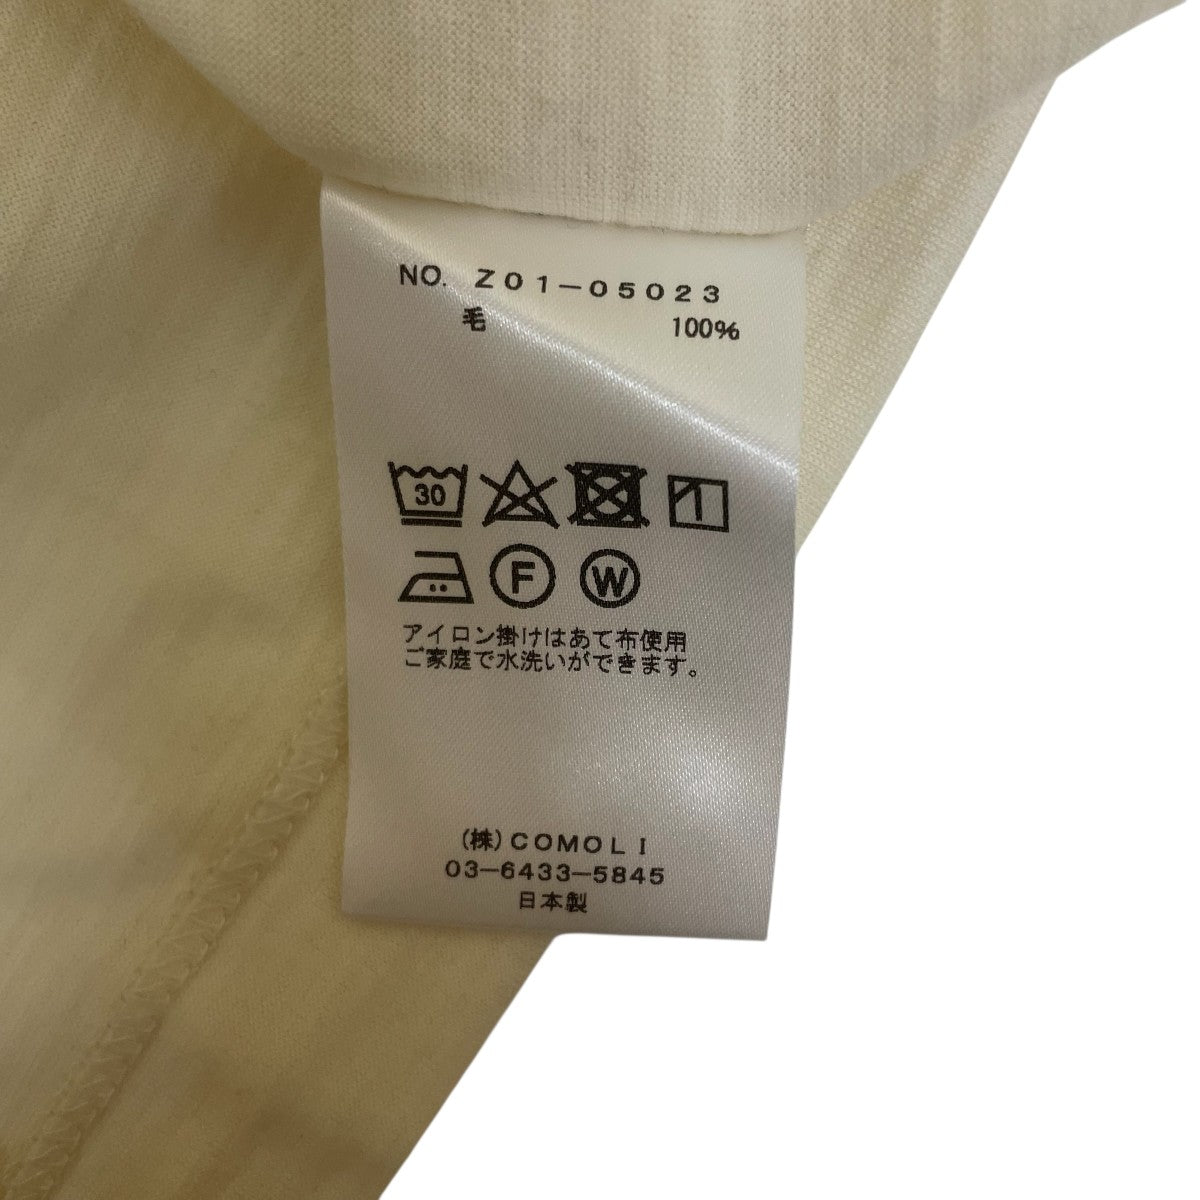 NO. Z01-05023
毛 100%
30
F W
アイロン掛けはあて布使用
ご家庭で水洗いができます。
(株)COMOLI
03-6433-5845
日本製